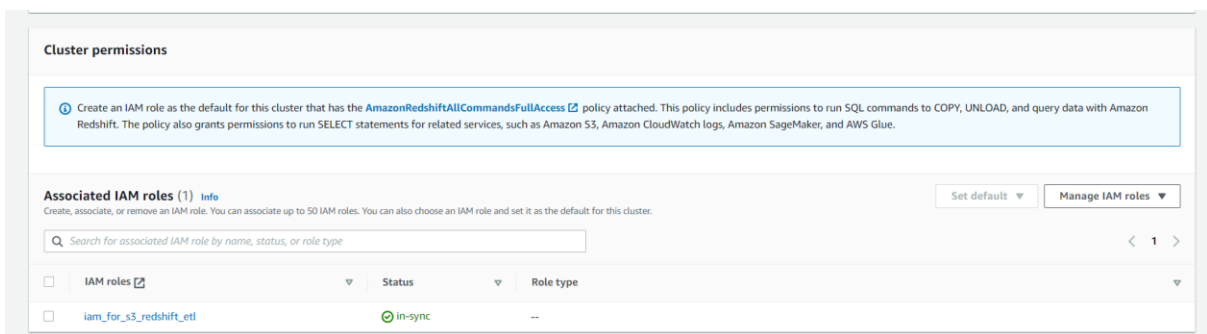 Cluster permissions
Create an IAM role as the default for this cluster that has the AmazonRedshiftAllCommandsFullAccess policy attached. This policy includes permissions to run SQL commands to COPY, UNLOAD, and query data with Amazon
Redshift. The policy also grants permissions to run SELECT statements for related services, such as Amazon S3, Amazon CloudWatch logs, Amazon SageMaker, and AWS Glue.
Associated IAM roles (1) Info
Set default
Manage IAM roles
Create, associate, or remove an IAM role. You can associate up to 50 IAM roles. You can also choose an IAM role and set it as the default for this cluster.
Search for associated IAM role by name, status, or role type
< 1 >
IAM roles Status Role type
iam_for_s3_redshift_etl in-sync --